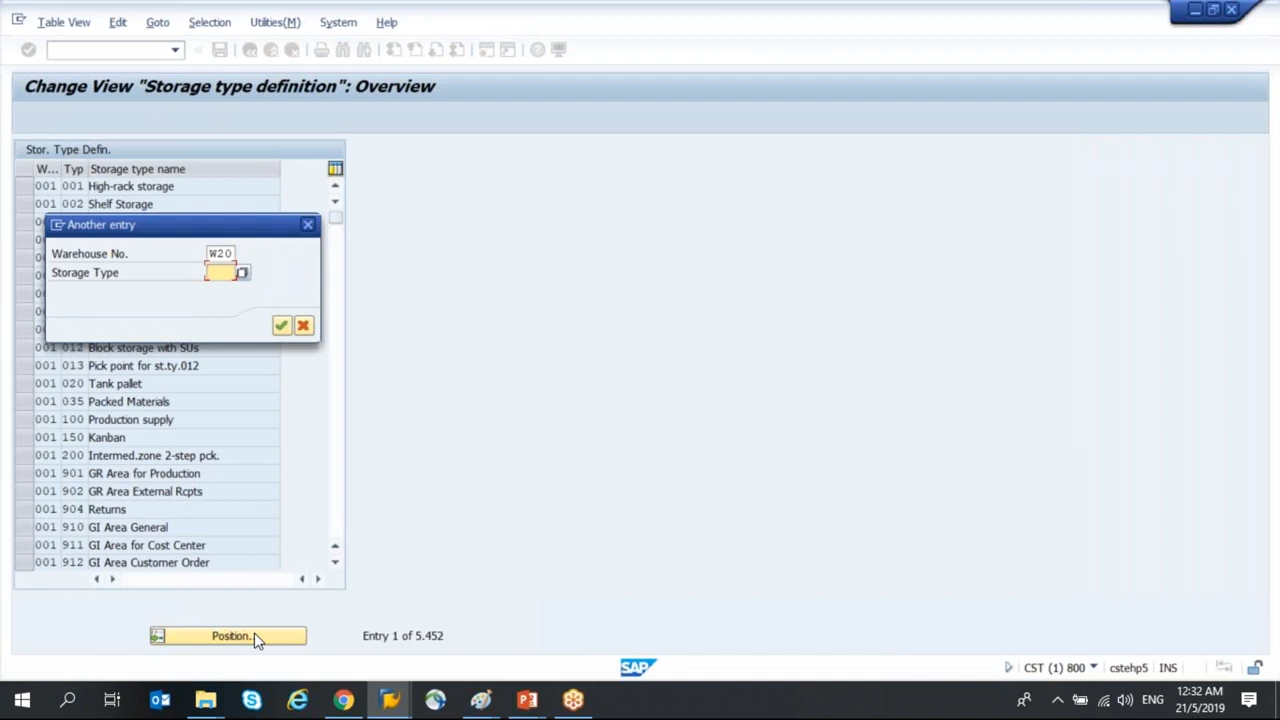 Table View Edit Goto Selection Utilities(M) System Help
Change View "Storage type definition": Overview
Stor. Type Defin.
W... Typ Storage type name
001 001 High-rack storage
001 002 Shelf Storage
Another entry
Warehouse No. W20
Storage Type
001 012 Block storage with SUs
001 013 Pick point for st.ty.012
001 020 Tank pallet
001 035 Packed Materials
001 100 Production supply
001 150 Kanban
001 200 Intermed.zone 2-step pck.
001 901 GR Area for Production
001 902 GR Area External Rcpts
001 904 Returns
001 910 GI Area General
001 911 GI Area for Cost Center
001 912 GI Area Customer Order
Position... Entry 1 of 5.452
SAP CST (1) 800 cstehp5 INS
ENG 12:32 AM
21/5/2019